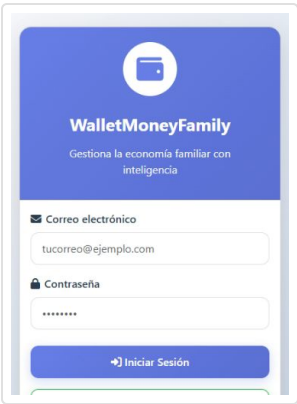 WalletMoneyFamily
Gestiona la economía familiar con
inteligencia
Correo electrónico
tucorreo@ejemplo.com
Contraseña
••••••••
Iniciar Sesión